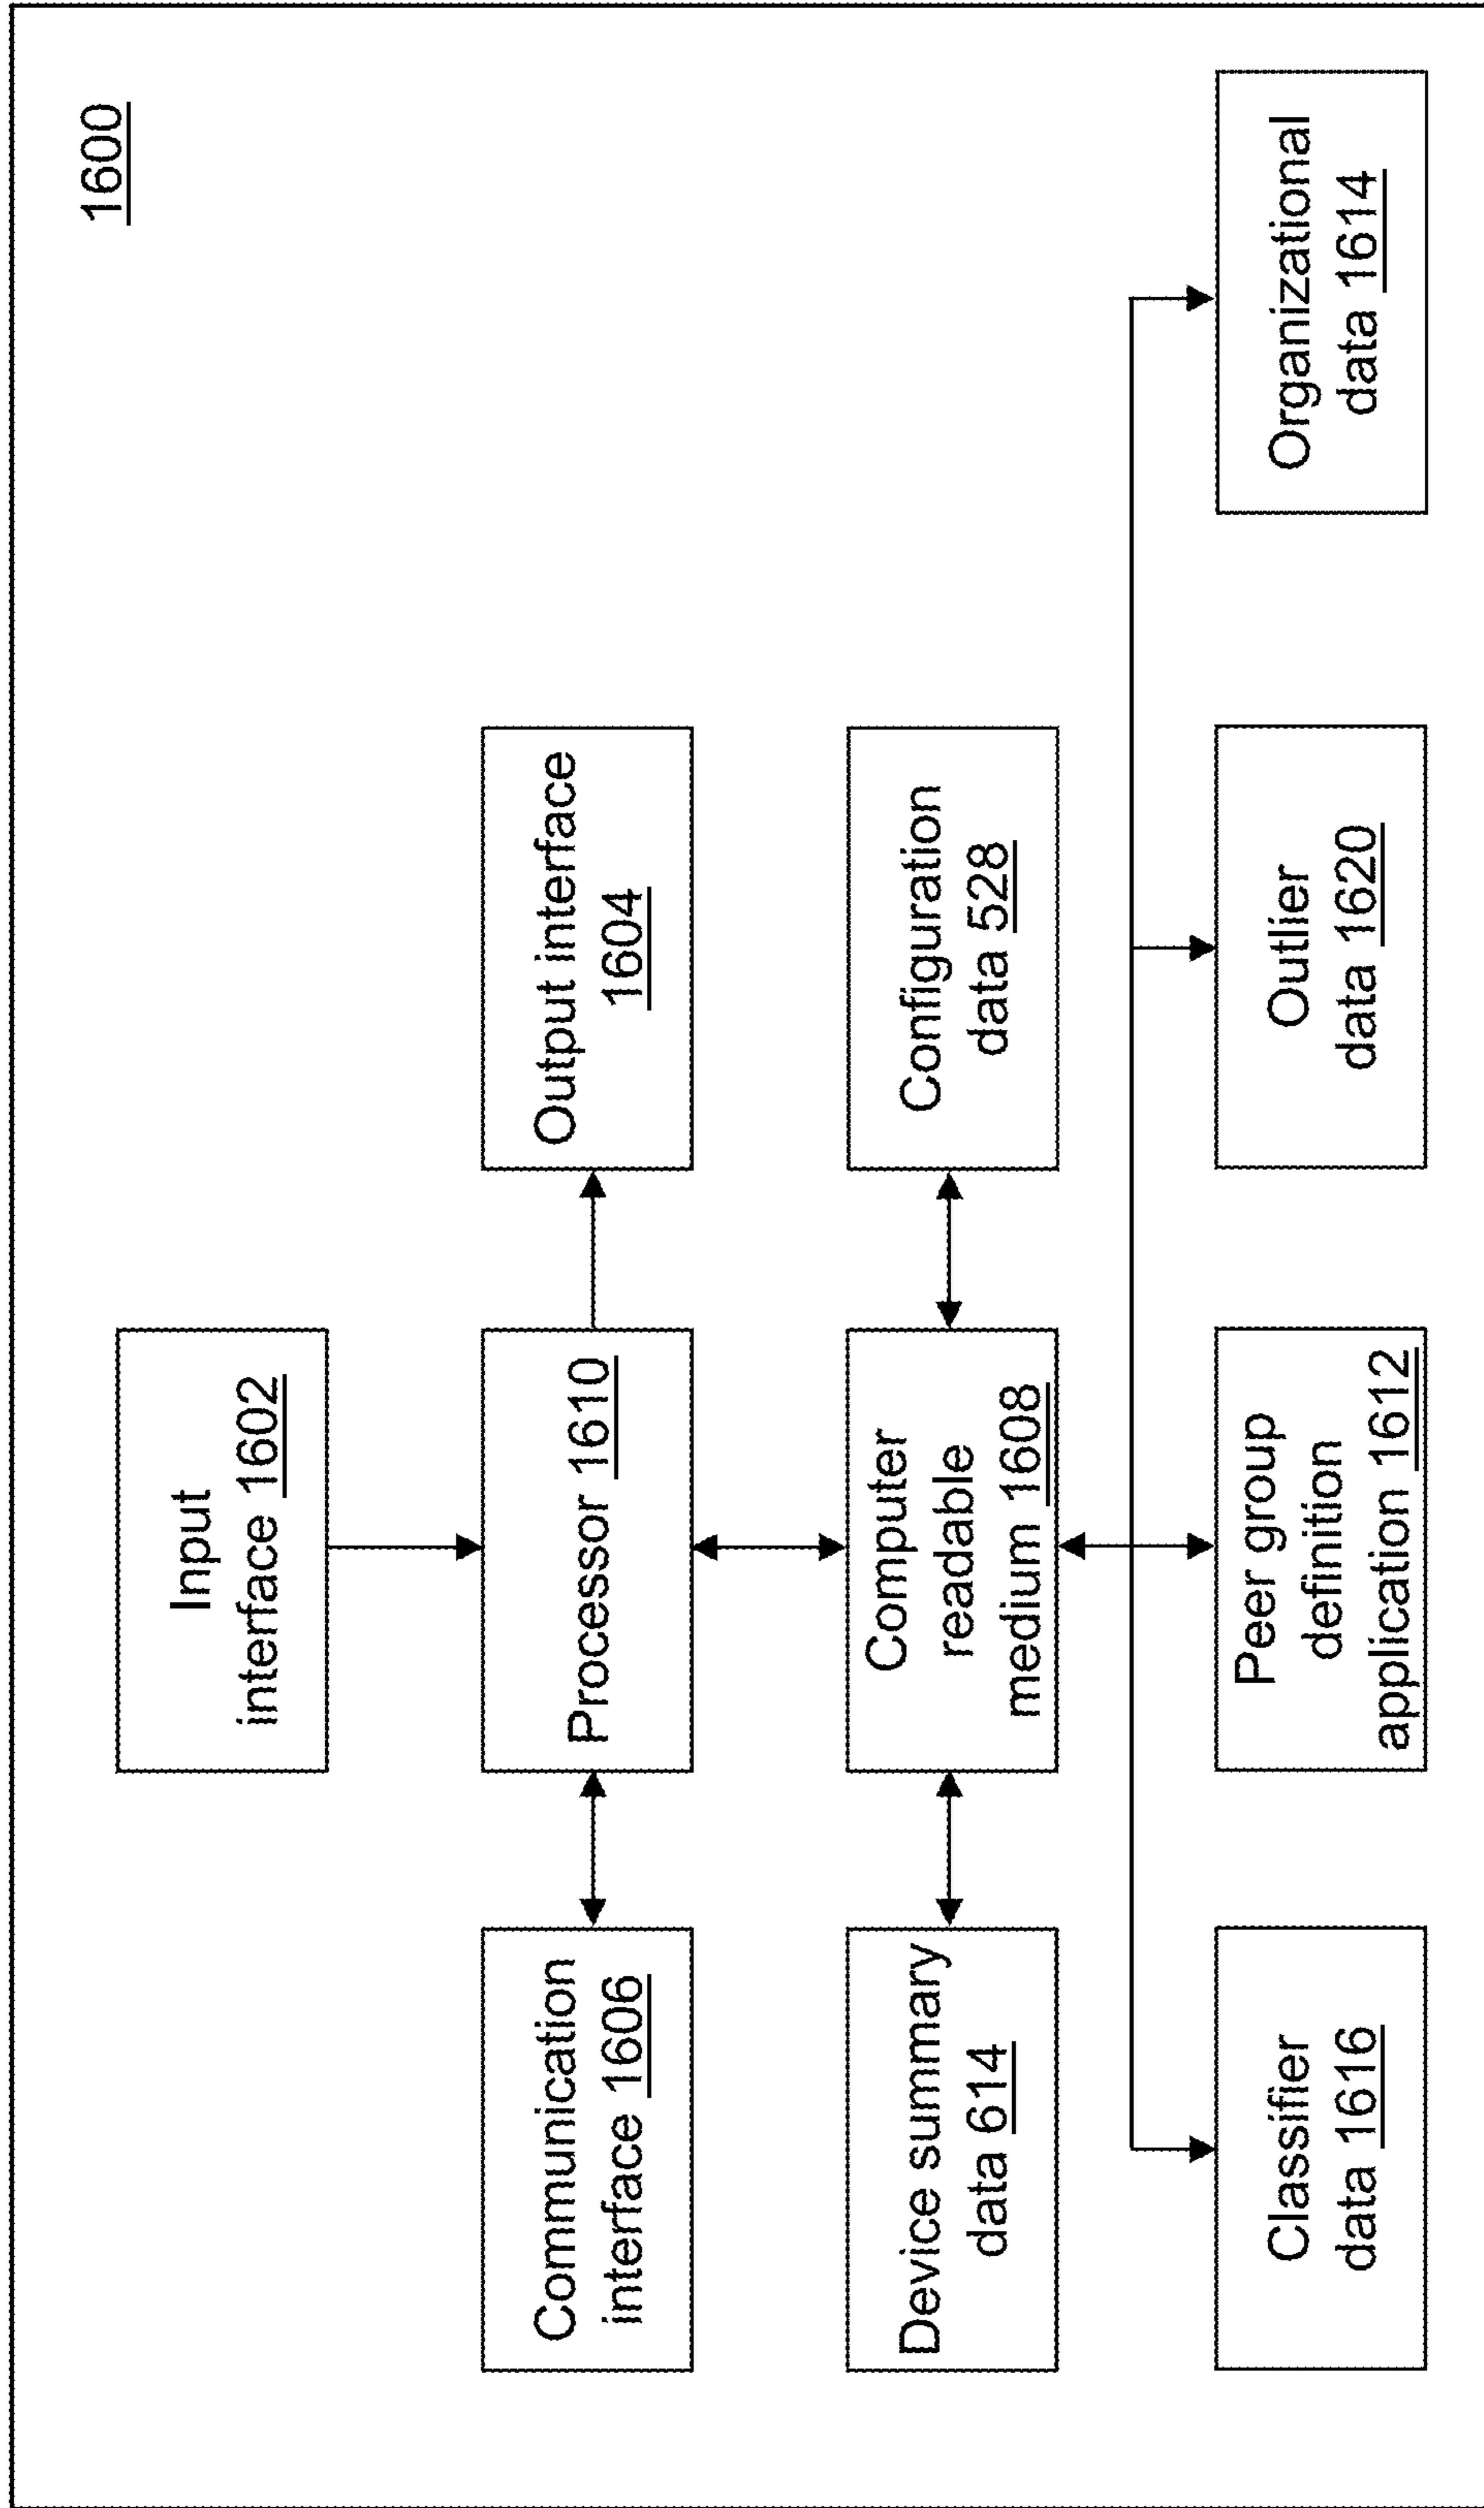 1600
Input
interface 1602
Communication
interface 1606
Processor 1610
Output interface
1604
Device summary
data 614
Computer
readable
medium 1608
Configuration
data 528
Classifier
data 1616
Peer group
definition
application 1612
Outlier
data 1620
Organizational
data 1614